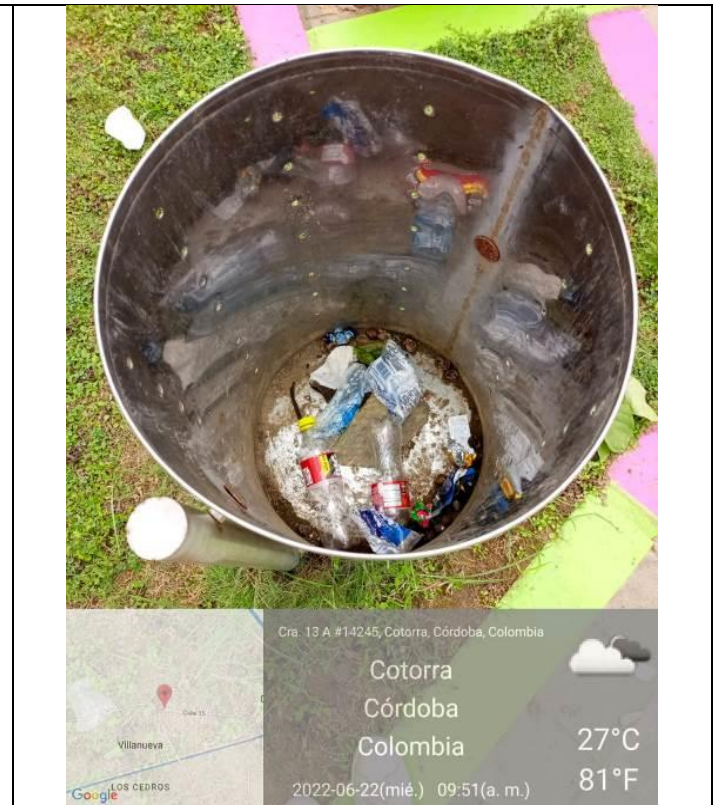 Cra. 13 A #14245, Cotorra, Córdoba, Colombia
Cotorra
Córdoba
Colombia
27°C
81°F
2022-06-22(mié.) 09:51(a. m.)
Villanueva
LOS CEDROS
Google